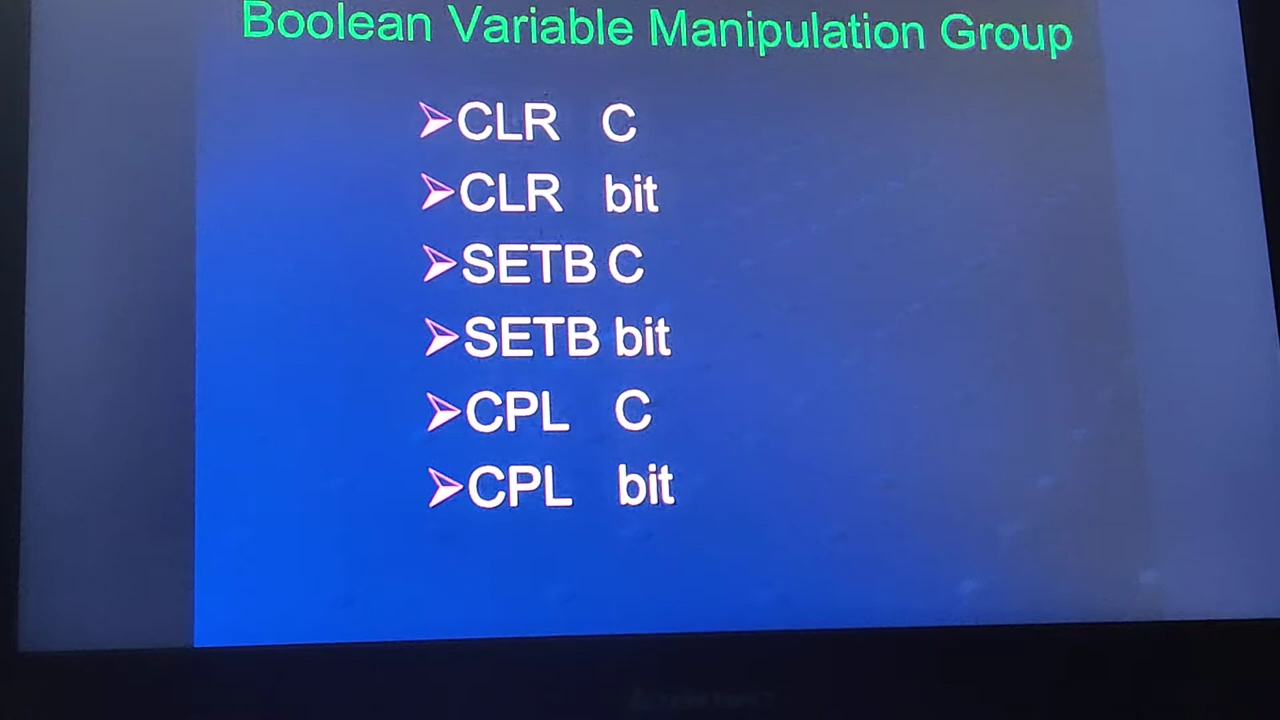 Boolean Variable Manipulation Group
CLR C
CLR bit
SETB C
SETB bit
CPL C
CPL bit